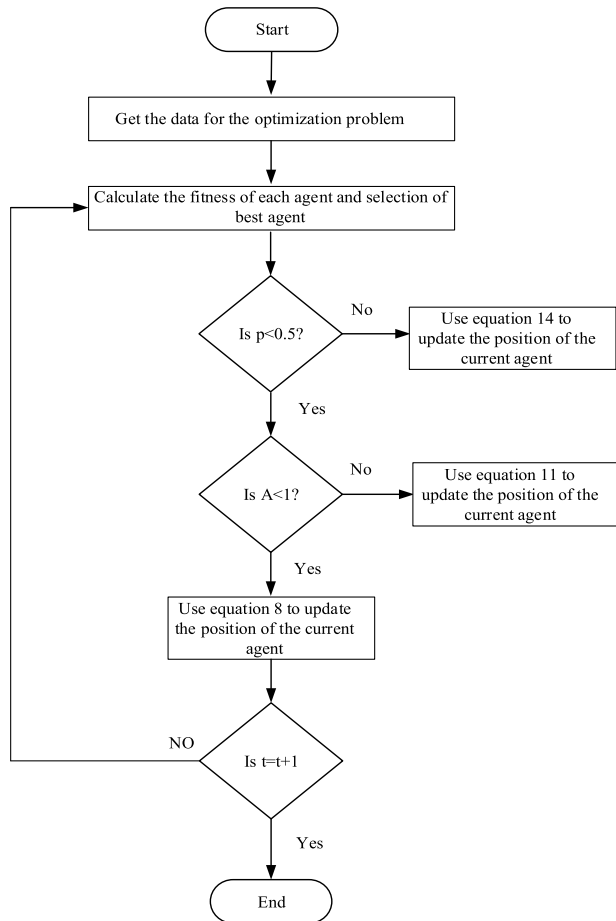 Start
Get the data for the optimization problem
Calculate the fitness of each agent and selection of
best agent
Is p<0.5?
No
Use equation 14 to
update the position of the
current agent
Yes
Is A<1?
No
Use equation 11 to
update the position of the
current agent
Yes
Use equation 8 to update
the position of the current
agent
NO
Is t=t+1
Yes
End